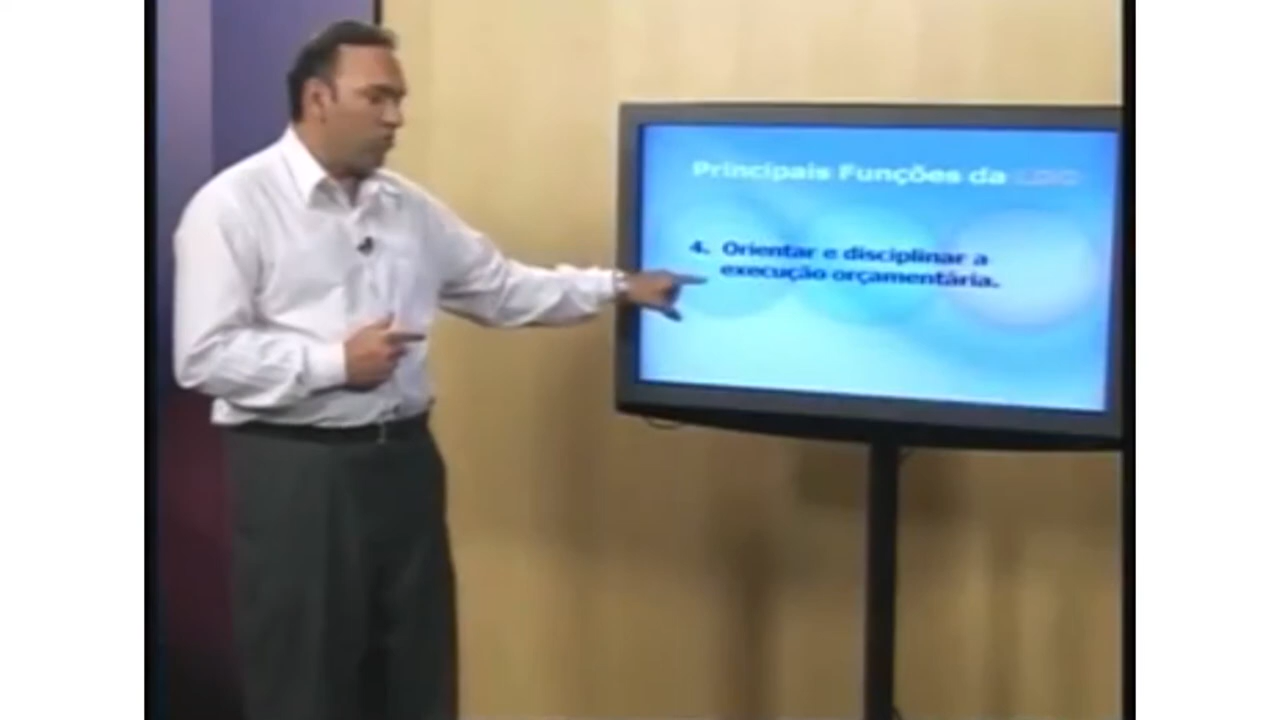 Principais Funções da
4. Orientar e disciplinar a
execução orçamentária.